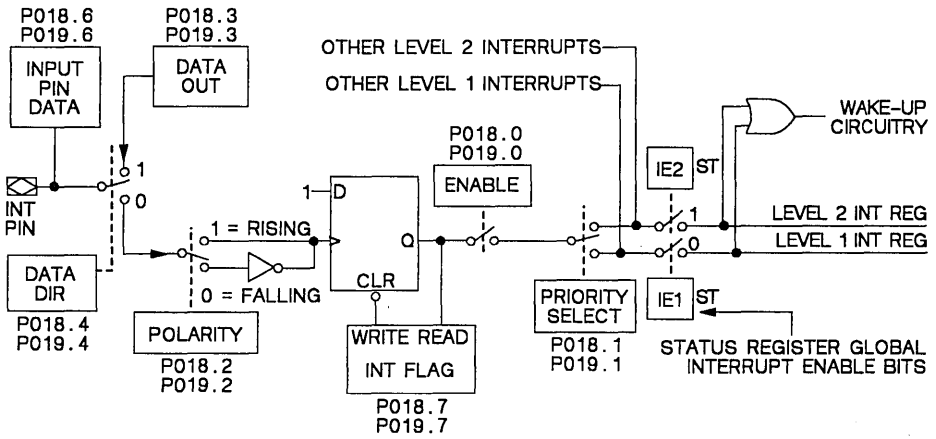 P018.6
P019.6
INPUT
PIN
DATA
P018.3
P019.3
DATA
OUT
1
0
INT
PIN
DATA
DIR
P018.4
P019.4
1 = RISING
0 = FALLING
POLARITY
P018.2
P019.2
1
D
Q
CLR
WRITE READ
INT FLAG
P018.7
P019.7
P018.0
P019.0
ENABLE
OTHER LEVEL 2 INTERRUPTS
OTHER LEVEL 1 INTERRUPTS
PRIORITY
SELECT
P018.1
P019.1
IE2 ST
1
0
IE1 ST
WAKE-UP
CIRCUITRY
LEVEL 2 INT REG
LEVEL 1 INT REG
STATUS REGISTER GLOBAL
INTERRUPT ENABLE BITS